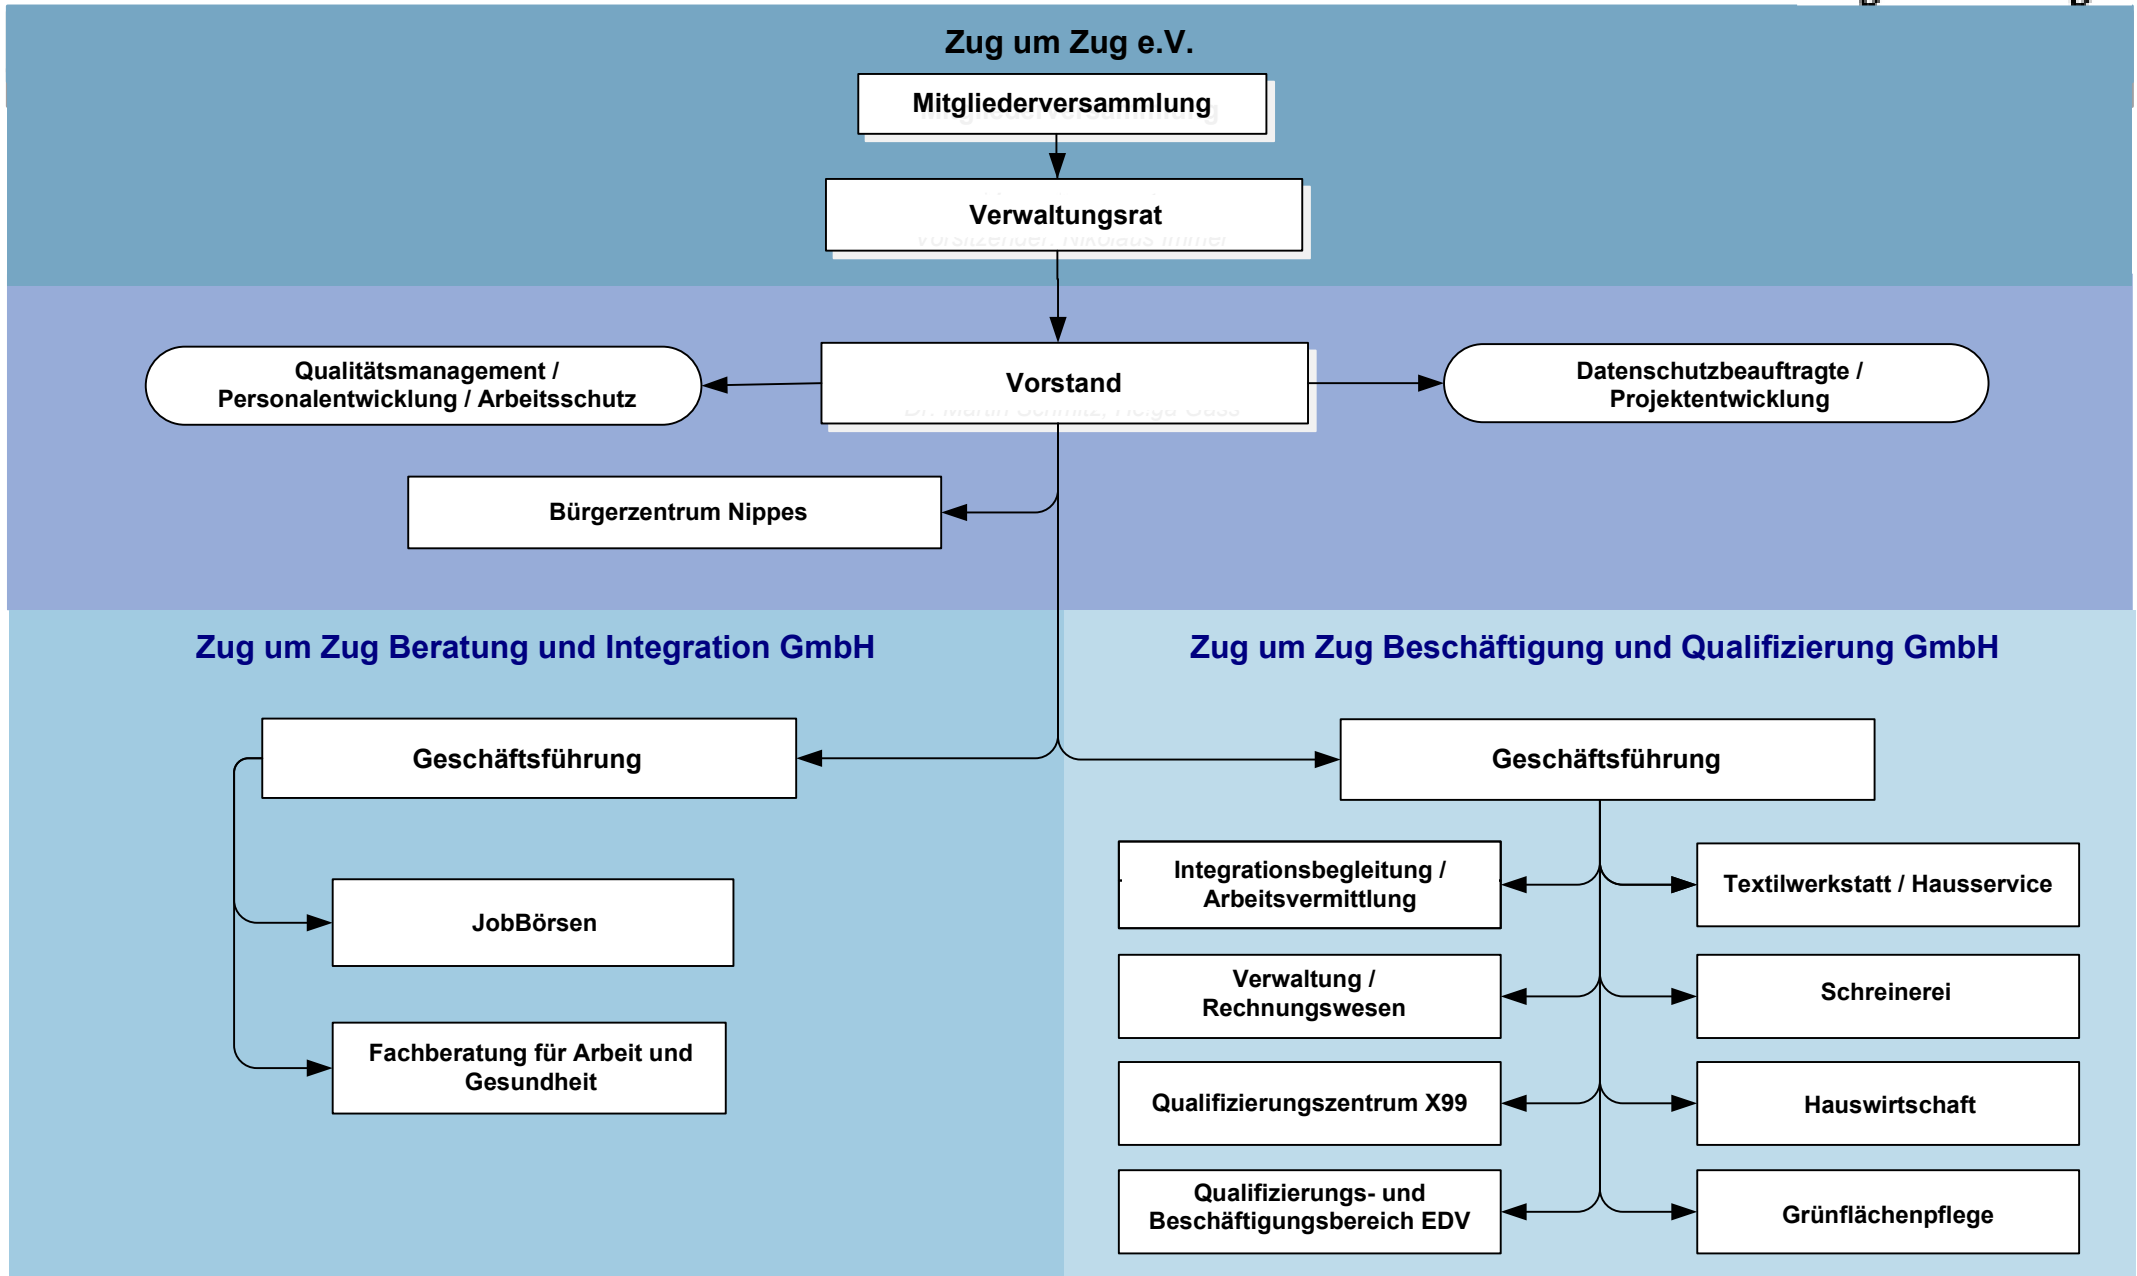 Zug um Zug e.V.
Mitgliederversammlung
Verwaltungsrat
Qualitätsmanagement /
Personalentwicklung / Arbeitsschutz
Vorstand
Datenschutzbeauftragte /
Projektentwicklung
Bürgerzentrum Nippes
Zug um Zug Beratung und Integration GmbH
Zug um Zug Beschäftigung und Qualifizierung GmbH
Geschäftsführung
Geschäftsführung
JobBörsen
Fachberatung für Arbeit und
Gesundheit
Integrationsbegleitung /
Arbeitsvermittlung
Textilwerkstatt / Hausservice
Verwaltung /
Rechnungswesen
Schreinerei
Qualifizierungszentrum X99
Hauswirtschaft
Qualifizierungs- und
Beschäftigungsbereich EDV
Grünflächenpflege